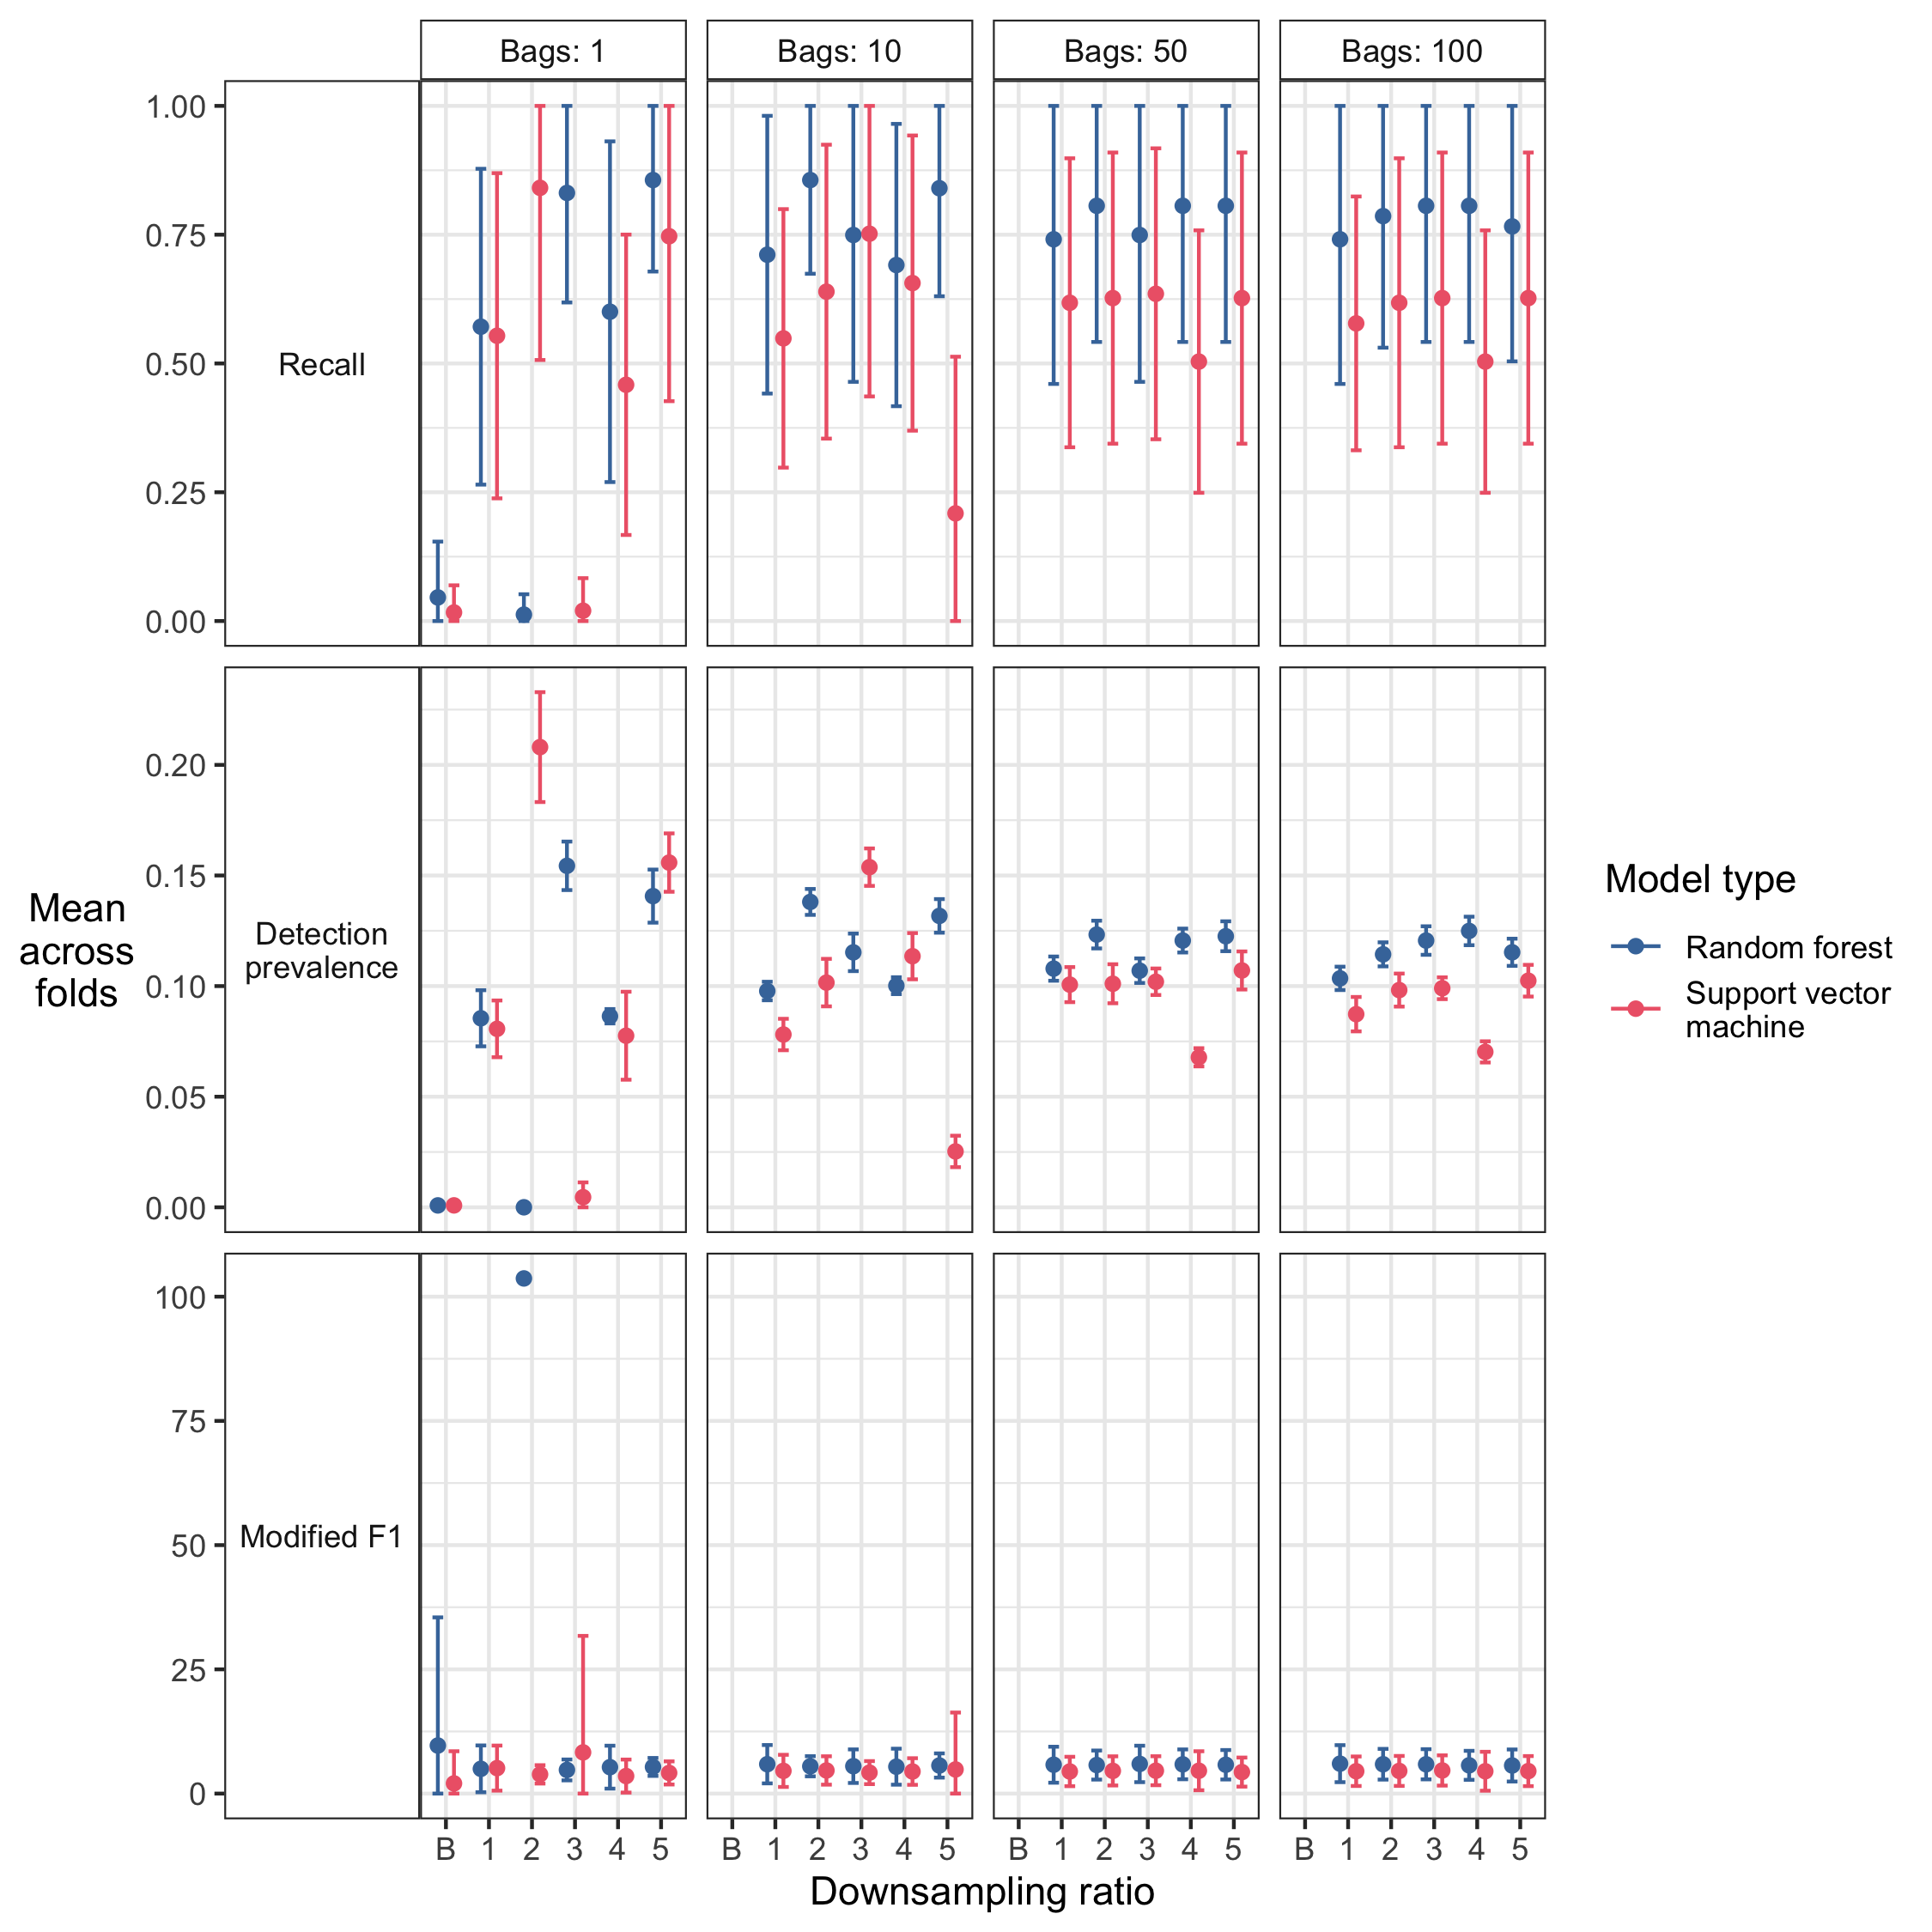 Bags: 1
Bags: 10
Bags: 50
Bags: 100
1.00
0.75
0.50
0.25
0.00
Recall
0.20
0.15
0.10
0.05
0.00
Detection
prevalence
100
75
50
25
0
Modified F1
Mean
across
folds
B 1 2 3 4 5
B 1 2 3 4 5
B 1 2 3 4 5
B 1 2 3 4 5
Downsampling ratio
Model type
Random forest
Support vector
machine